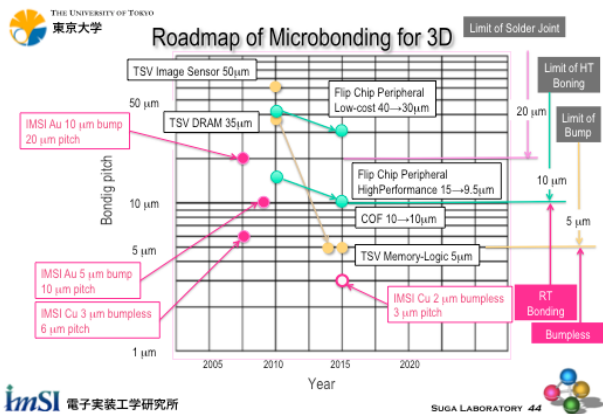 THE UNIVERSITY OF TOKYO
東京大学
Roadmap of Microbonding for 3D
Limit of Solder Joint
TSV Image Sensor 50μm
Limit of HT
Boning
Flip Chip Peripheral
Low-cost 40→30μm
50 μm
20 μm
Limit of
Bump
IMSI Au 10 μm bump
20 μm pitch
TSV DRAM 35μm
Bondig pitch
Flip Chip Peripheral
HighPerformance 15→9.5μm
10 μm
10 μm
COF 10→10μm
5 μm
5 μm
TSV Memory-Logic 5μm
IMSI Au 5 μm bump
10 μm pitch
IMSI Cu 2 μm bumpless
3 μm pitch
RT
Bonding
IMSI Cu 3 μm bumpless
6 μm pitch
Bumpless
1 μm
2005
2010
2015
2020
Year
imSI 電子実装工学研究所
SUGA LABORATORY 44